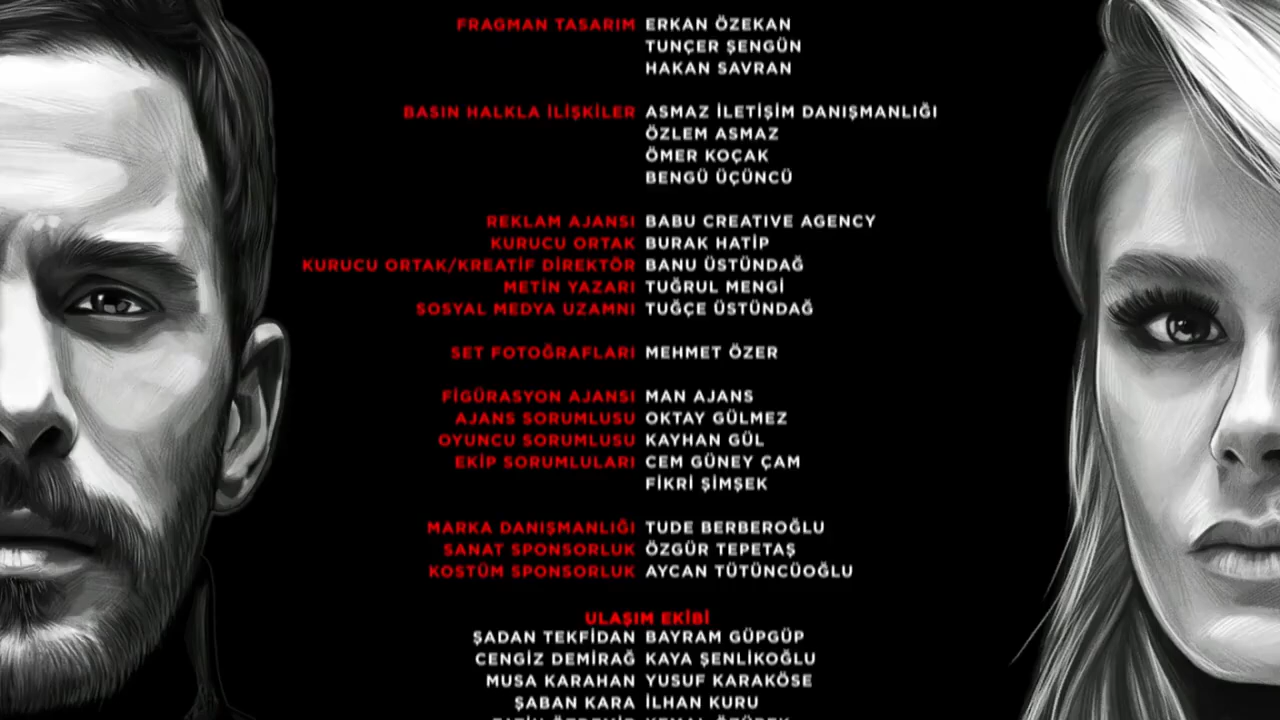 FRAGMAN TASARIM ERKAN ÖZEKAN
TUNÇER ŞENGÜN
HAKAN SAVRAN
BASIN HALKLA İLİŞKİLER ASMAZ İLETİŞİM DANIŞMANLIĞI
ÖZLEM ASMAZ
ÖMER KOÇAK
BENGÜ ÜÇÜNCÜ
REKLAM AJANSI BABU CREATIVE AGENCY
KURUCU ORTAK BURAK HATİP
KURUCU ORTAK/KREATİF DİREKTÖR BANU ÜSTÜNDAĞ
METİN YAZARI TUĞRUL MENGİ
SOSYAL MEDYA UZAMNI TUĞÇE ÜSTÜNDAĞ
SET FOTOĞRAFLARI MEHMET ÖZER
FİGÜRASYON AJANSI MAN AJANS
AJANS SORUMLUSU OKTAY GÜLMEZ
OYUNCU SORUMLUSU KAYHAN GÜL
EKİP SORUMLULARI CEM GÜNEY ÇAM
FİKRİ ŞİMŞEK
MARKA DANIŞMANLIĞI TUDE BERBEROĞLU
SANAT SPONSORLUK ÖZGÜR TEPETAŞ
KOSTÜM SPONSORLUK AYCAN TÜTÜNCÜOĞLU
ULAŞIM EKİBİ
ŞADAN TEKFİDAN BAYRAM GÜPGÜP
CENGİZ DEMİRAĞ KAYA ŞENLİKOĞLU
MUSA KARAHAN YUSUF KARAKÖSE
ŞABAN KARA İLHAN KURU